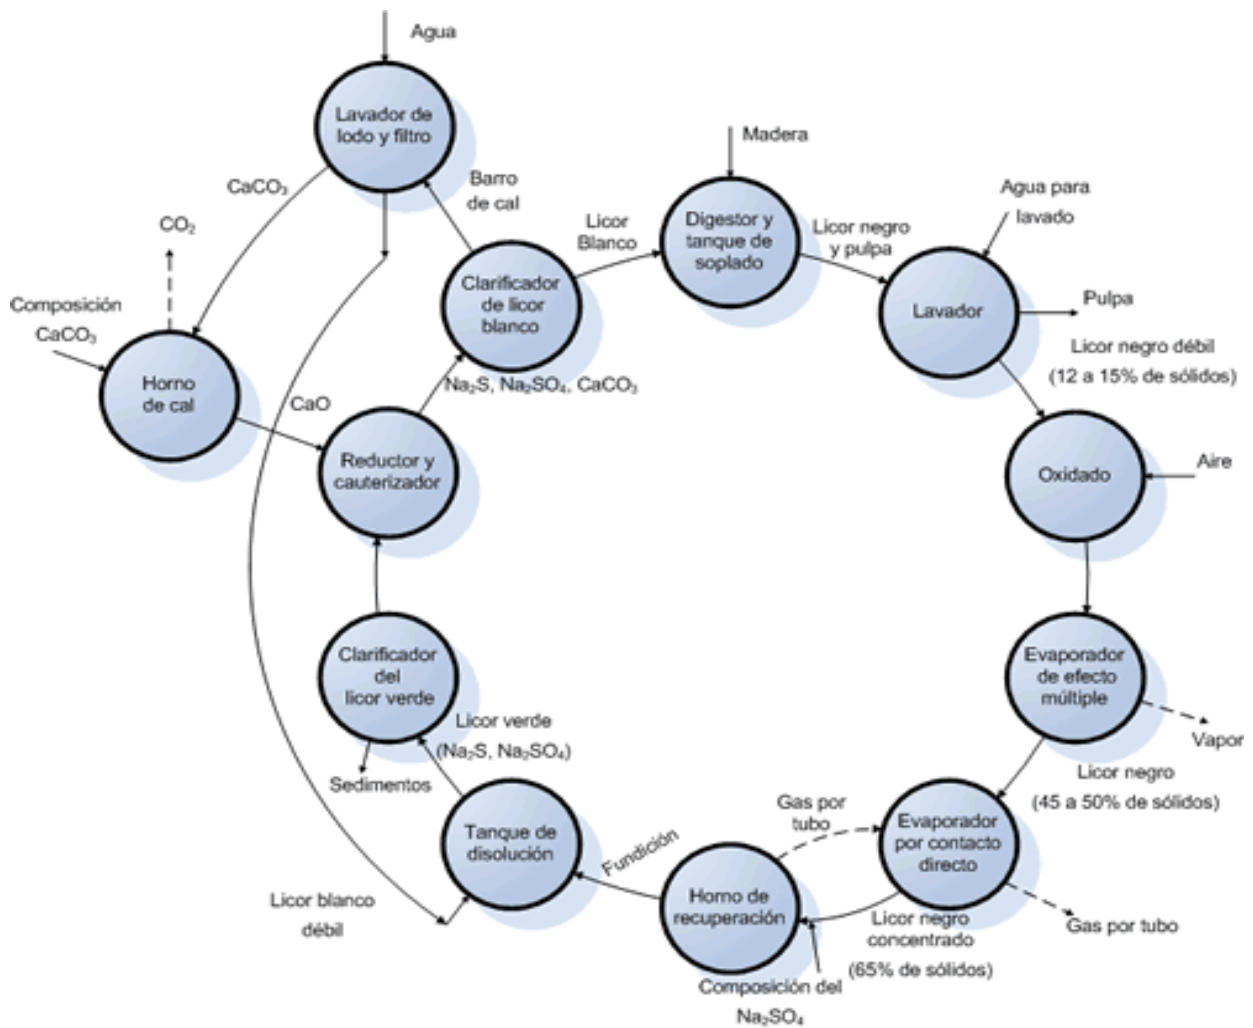 Agua
Lavador de
lodo y filtro
CaCO₃
CO₂
Barro
de cal
Composición
CaCO₃
Horno
de cal
CaO
Clarificador
de licor
blanco
Licor
Blanco
Madera
Digestor y
tanque de
soplado
Licor negro
y pulpa
Agua para
lavado
Lavador
Pulpa
Licor negro débil
(12 a 15% de sólidos)
Oxidado
Aire
Evaporador
de efecto
múltiple
Vapor
Licor negro
(45 a 50% de sólidos)
Evaporador
por contacto
directo
Gas por tubo
Gas por
tubo
Licor negro
concentrado
(65% de sólidos)
Horno de
recuperación
Composición del
Na₂SO₄
Fundición
Tanque de
disolución
Licor blanco
débil
Licor verde
(Na₂S, Na₂SO₄)
Clarificador
del
licor verde
Sedimentos
Reductor y
cauterizador
Na₂S, Na₂SO₄, CaCO₃